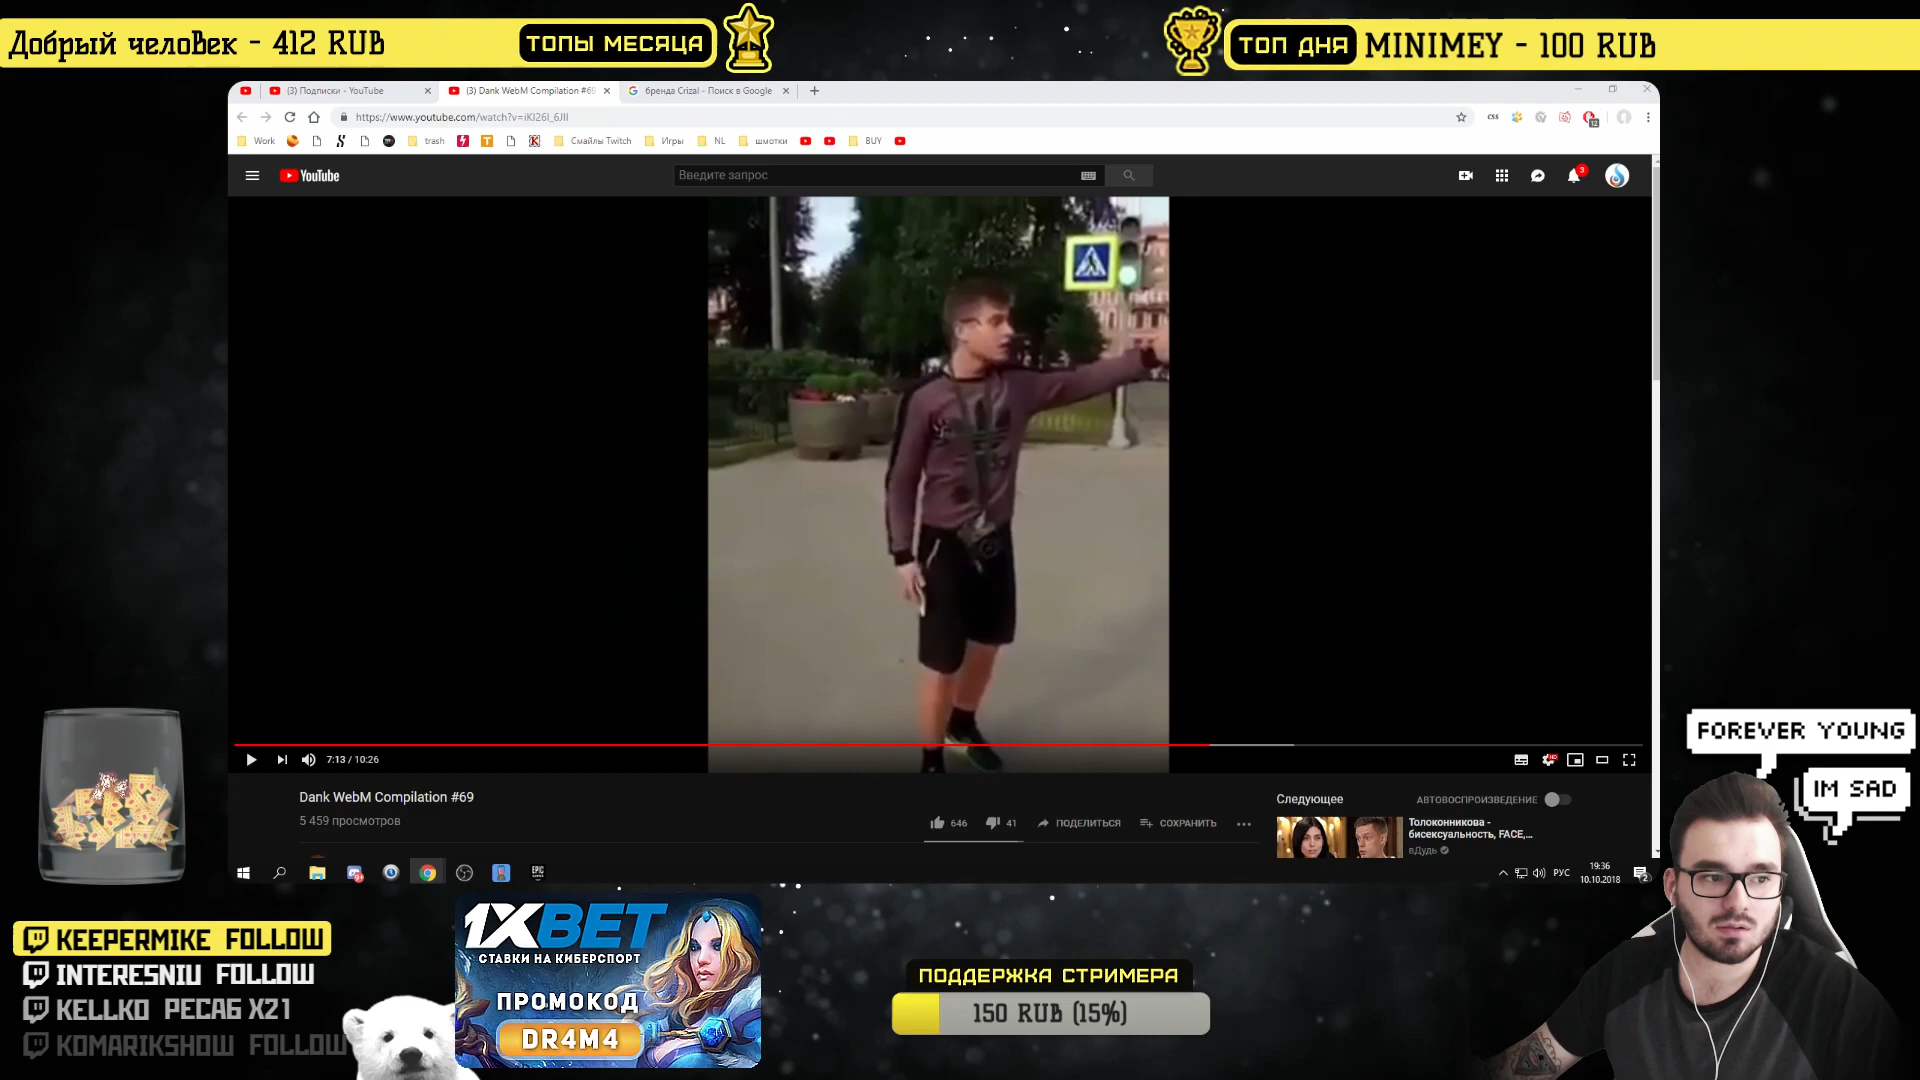 Добрый человек - 412 RUB
ТОПЫ МЕСЯЦА
ТОП ДНЯ
MINIMEY - 100 RUB
(3) Подписки - YouTube
(3) Dank WebM Compilation #69
бренда Crizal - Поиск в Google
https://www.youtube.com/watch?v=iKI26I_6JII
Work
trash
Смайлы Twitch
Игры
NL
шмотки
BUY
YouTube
Введите запрос
3
7:13 / 10:26
Dank WebM Compilation #69
5 459 просмотров
646
41
ПОДЕЛИТЬСЯ
СОХРАНИТЬ
Следующее
АВТОВОСПРОИЗВЕДЕНИЕ
Толоконникова -
бисексуальность, FACE,...
вДудь
EPIC
РУС
19:36
10.10.2018
2
FOREVER YOUNG
IM SAD
KEEPERMIKE FOLLOW
INTERESNIU FOLLOW
KELLKO РЕСАБ X21
KOMARIKSHOW FOLLOW
1XBET
СТАВКИ НА КИБЕРСПОРТ
ПРОМОКОД
DR4M4
ПОДДЕРЖКА СТРИМЕРА
150 RUB (15%)